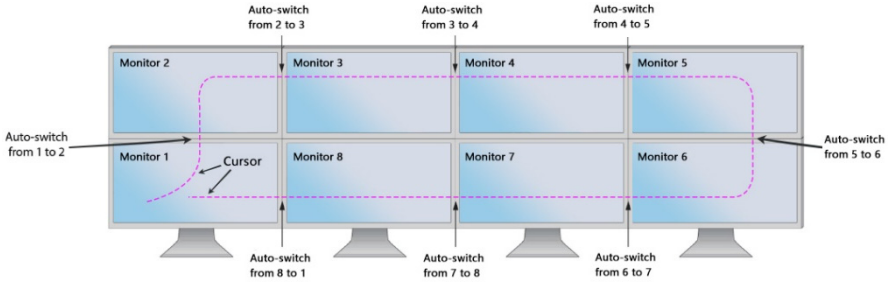 Auto-switch
from 2 to 3
Auto-switch
from 3 to 4
Auto-switch
from 4 to 5
Monitor 2
Monitor 3
Monitor 4
Monitor 5
Auto-switch
from 1 to 2
Auto-switch
from 5 to 6
Monitor 1
Cursor
Monitor 8
Monitor 7
Monitor 6
Auto-switch
from 8 to 1
Auto-switch
from 7 to 8
Auto-switch
from 6 to 7